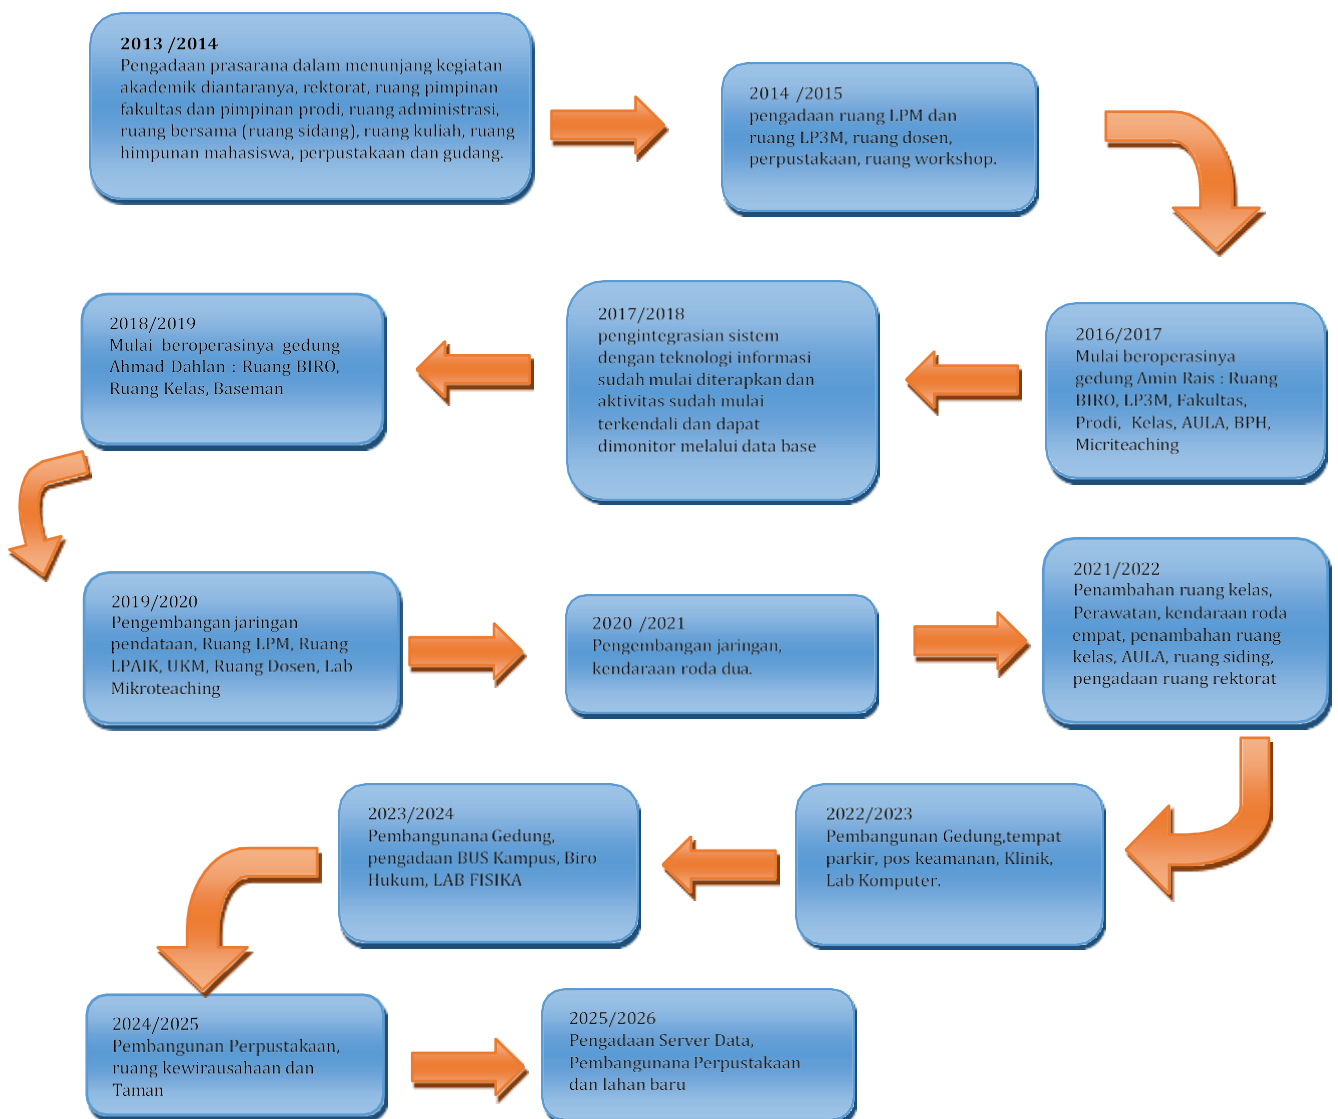 2013 /2014
Pengadaan prasarana dalam menunjang kegiatan
akademik diantaranya, rektorat, ruang pimpinan
fakultas dan pimpinan prodi, ruang administrasi,
ruang bersama (ruang sidang), ruang kuliah, ruang
himpunan mahasiswa, perpustakaan dan gudang.
2014 /2015
pengadaan ruang LPM dan
ruang LP3M, ruang dosen,
perpustakaan, ruang workshop.
2016/2017
Mulai beroperasinya
gedung Amin Rais : Ruang
BIRO, LP3M, Fakultas,
Prodi, Kelas, AULA, BPH,
Micriteaching
2017/2018
pengintegrasian sistem
dengan teknologi informasi
sudah mulai diterapkan dan
aktivitas sudah mulai
terkendali dan dapat
dimonitor melalui data base
2018/2019
Mulai beroperasinya gedung
Ahmad Dahlan : Ruang BIRO,
Ruang Kelas, Baseman
2019/2020
Pengembangan jaringan
pendataan, Ruang LPM, Ruang
LPAIK, UKM, Ruang Dosen, Lab
Mikroteaching
2020 /2021
Pengembangan jaringan,
kendaraan roda dua.
2021/2022
Penambahan ruang kelas,
Perawatan, kendaraan roda
empat, penambahan ruang
kelas, AULA, ruang siding,
pengadaan ruang rektorat
2022/2023
Pembangunan Gedung,tempat
parkir, pos keamanan, Klinik,
Lab Komputer.
2023/2024
Pembangunana Gedung,
pengadaan BUS Kampus, Biro
Hukum, LAB FISIKA
2024/2025
Pembangunan Perpustakaan,
ruang kewirausahaan dan
Taman
2025/2026
Pengadaan Server Data,
Pembangunana Perpustakaan
dan lahan baru